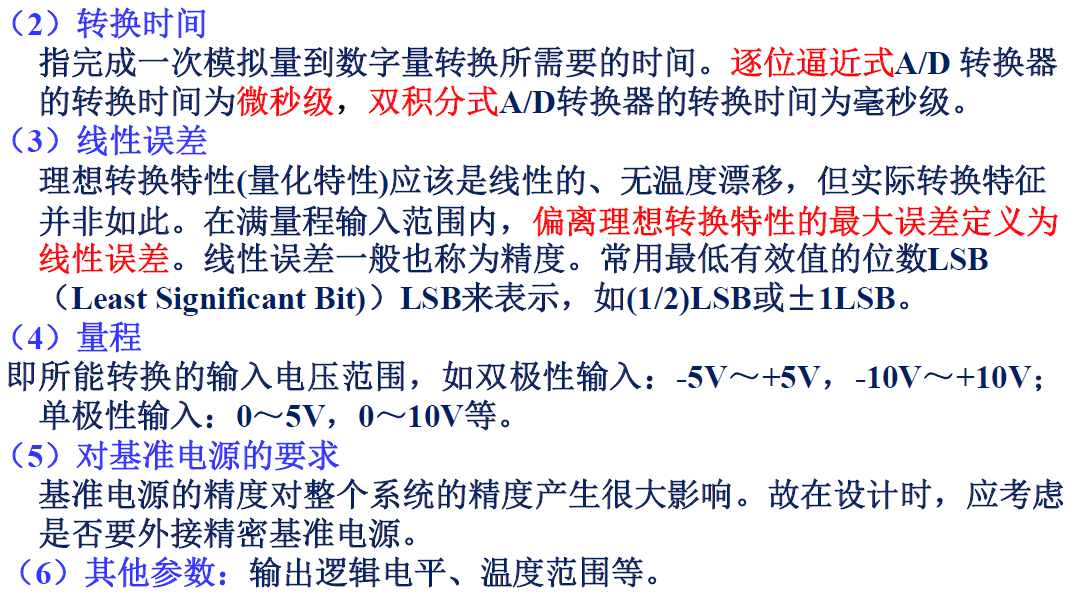 （2）转换时间
指完成一次模拟量到数字量转换所需要的时间。逐位逼近式A/D 转换器
的转换时间为微秒级，双积分式A/D转换器的转换时间为毫秒级。
（3）线性误差
理想转换特性(量化特性)应该是线性的、无温度漂移，但实际转换特征
并非如此。在满量程输入范围内，偏离理想转换特性的最大误差定义为
线性误差。线性误差一般也称为精度。常用最低有效值的位数LSB
（Least Significant Bit)）LSB来表示，如(1/2)LSB或±1LSB。
（4）量程
即所能转换的输入电压范围，如双极性输入：-5V～+5V，-10V～+10V；
单极性输入：0～5V，0～10V等。
（5）对基准电源的要求
基准电源的精度对整个系统的精度产生很大影响。故在设计时，应考虑
是否要外接精密基准电源。
（6）其他参数：输出逻辑电平、温度范围等。